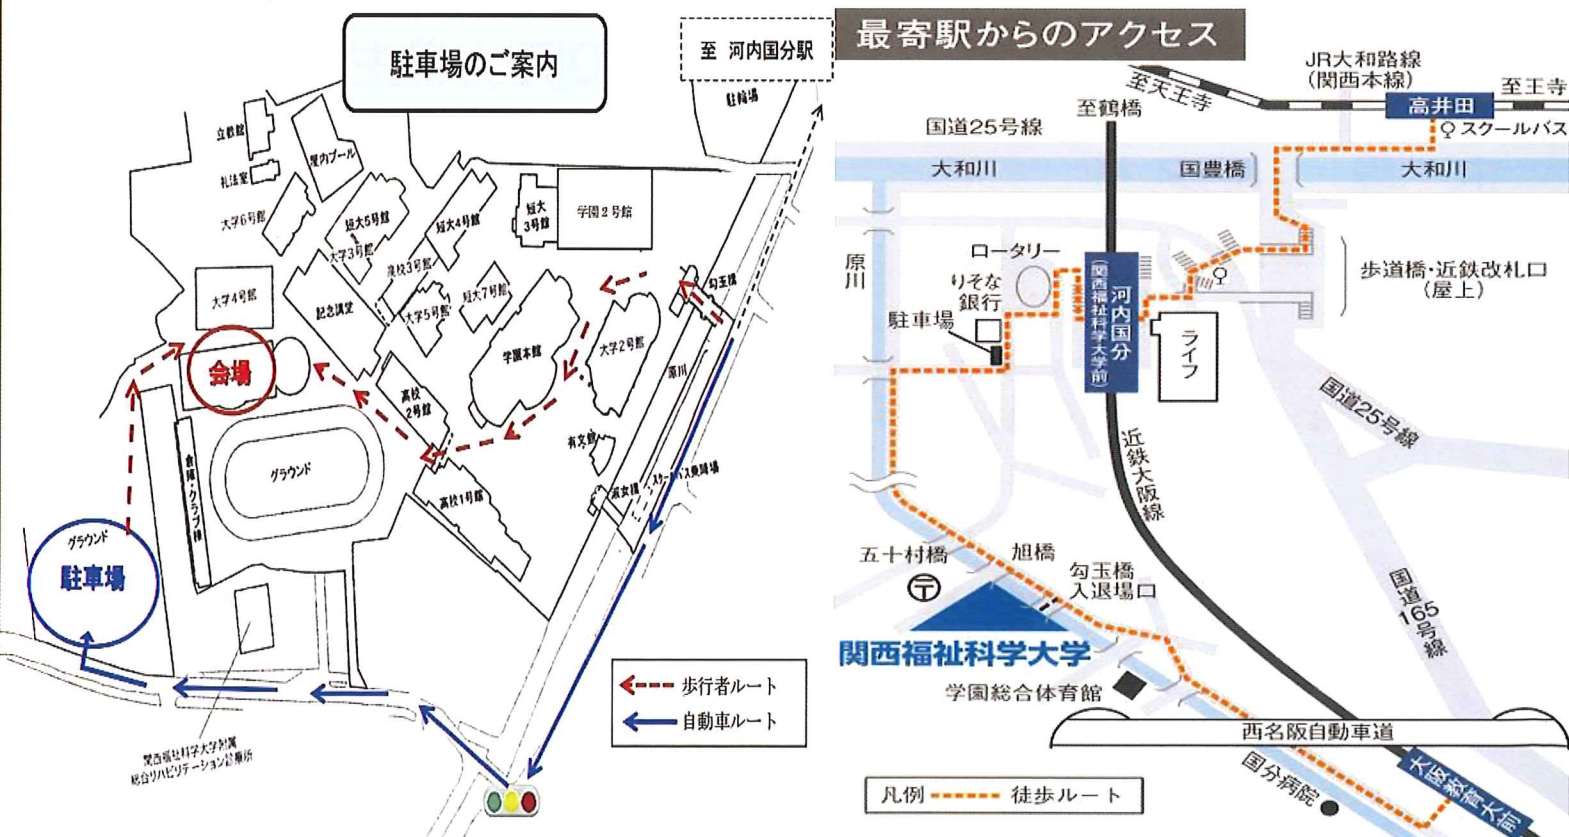 駐車場のご案内
至 河内国分駅
駐輪場
立教館
屋内プール
礼法室
大学6号館
短大5号館
大学3号館
短大4号館
短大
3号館
学園2号館
高校3号館
大学4号館
記念講堂
大学5号館
短大7号館
勾玉橋
学園本館
大学2号館
原川
会場
高校
2号館
有文館
グラウンド
倉庫・クラブ棟
高校1号館
淑女橋
スクールバス乗降場
グラウンド
駐車場
関西福祉科学大学附属
総合リハビリテーション診療所
歩行者ルート
自動車ルート
最寄駅からのアクセス
JR大和路線
(関西本線)
至天王寺
高井田
至王寺
スクールバス
至鶴橋
国道25号線
大和川
国豊橋
大和川
原川
ロータリー
りそな
銀行
駐車場
河内国分
(関西福祉科学大学前)
ライフ
歩道橋・近鉄改札口
(屋上)
国道25号線
近鉄大阪線
国道165号線
五十村橋
旭橋
勾玉橋
入退場口
関西福祉科学大学
学園総合体育館
西名阪自動車道
国分病院
大阪教育大前
凡例 徒歩ルート